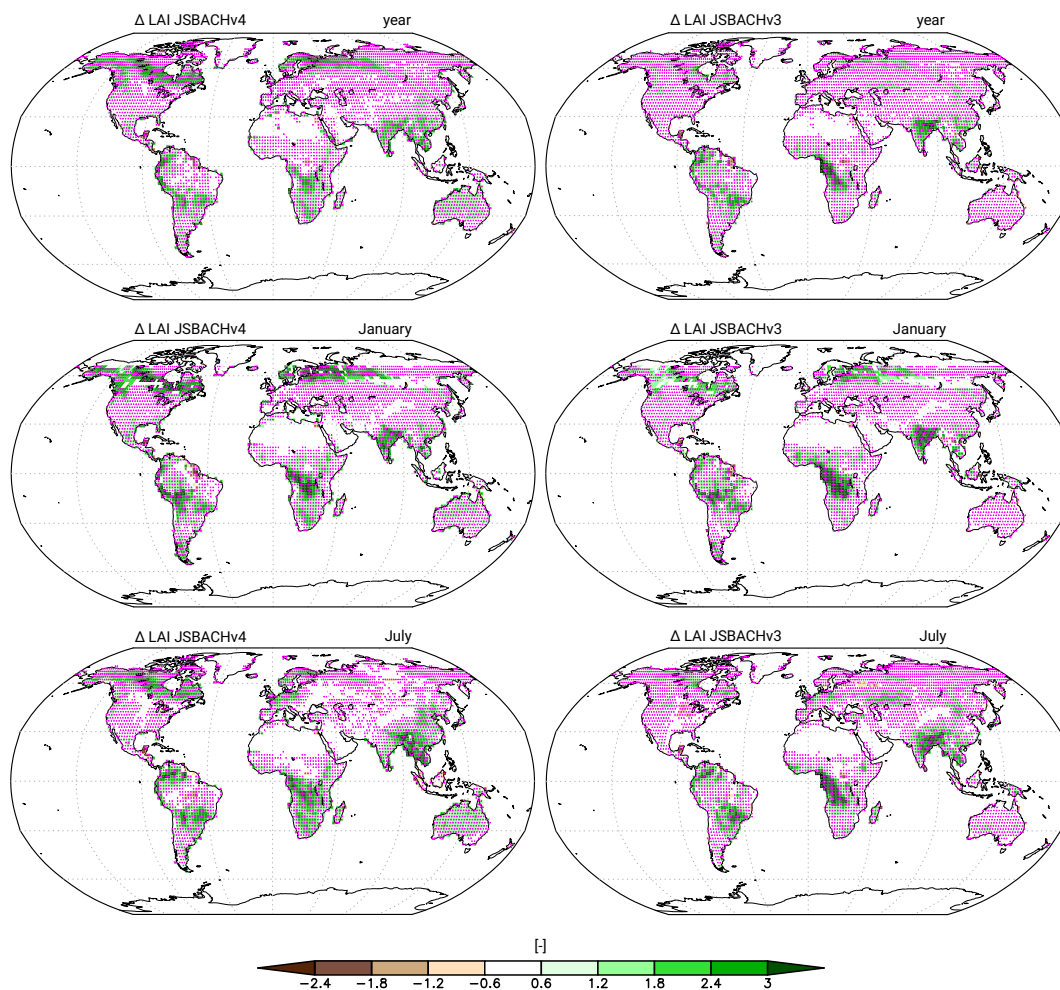 Δ LAI JSBACHv4 year
Δ LAI JSBACHv3 year
Δ LAI JSBACHv4 January
Δ LAI JSBACHv3 January
Δ LAI JSBACHv4 July
Δ LAI JSBACHv3 July
[-]
−2.4 −1.8 −1.2 −0.6 0.6 1.2 1.8 2.4 3